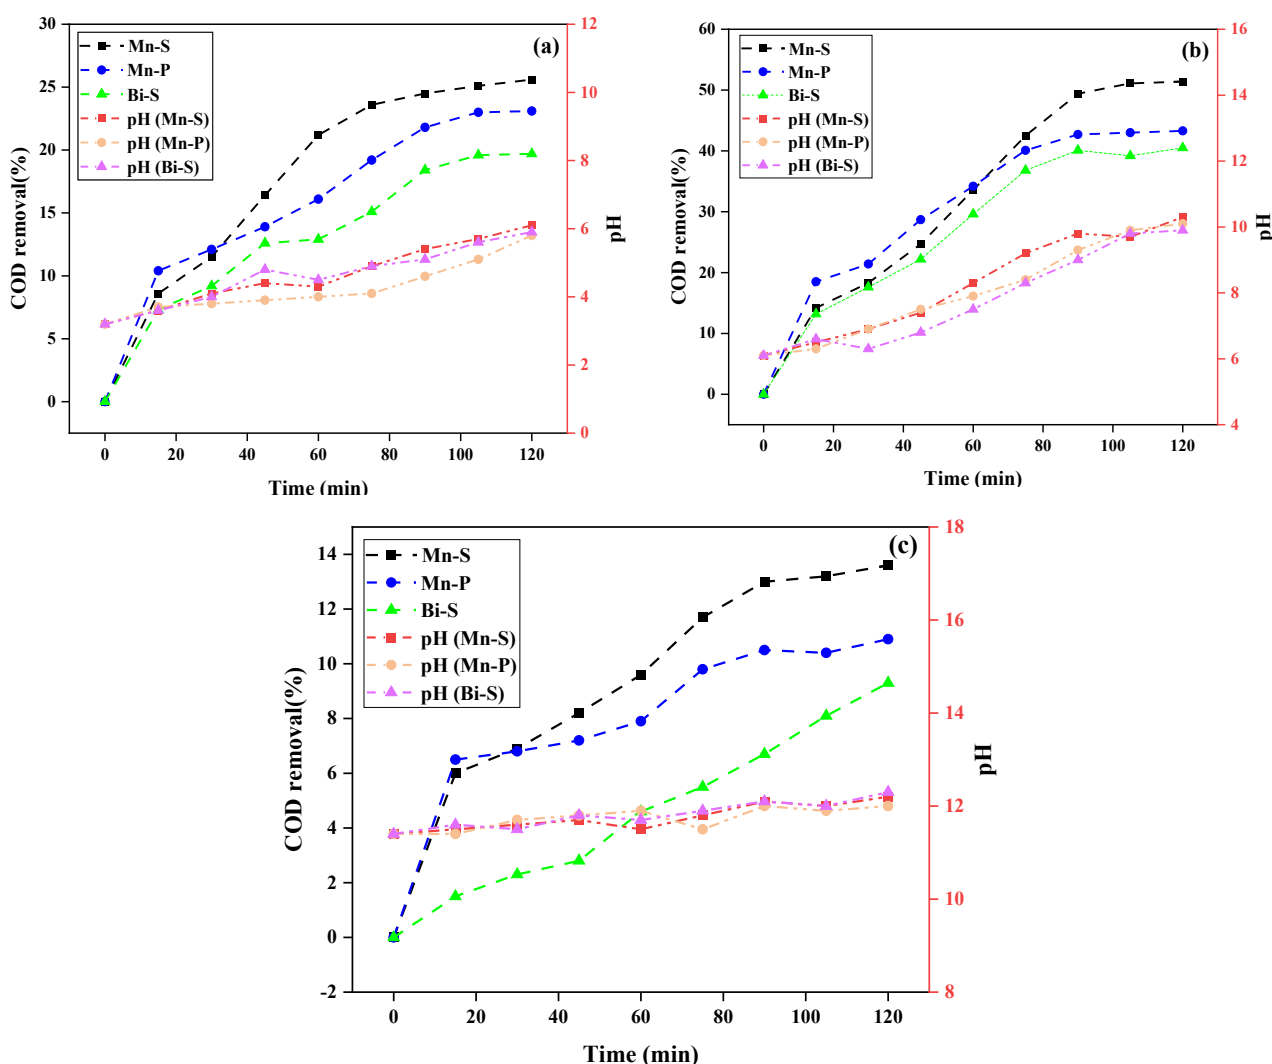 (a)
30
25
20
15
10
5
0
COD removal(%)
Mn-S
Mn-P
Bi-S
pH (Mn-S)
pH (Mn-P)
pH (Bi-S)
12
10
8
6
4
2
0
pH
0 20 40 60 80 100 120
Time (min)
(b)
60
50
40
30
20
10
0
COD removal(%)
Mn-S
Mn-P
Bi-S
pH (Mn-S)
pH (Mn-P)
pH (Bi-S)
16
14
12
10
8
6
4
pH
0 20 40 60 80 100 120
Time (min)
(c)
14
12
10
8
6
4
2
0
-2
COD removal(%)
Mn-S
Mn-P
Bi-S
pH (Mn-S)
pH (Mn-P)
pH (Bi-S)
18
16
14
12
10
8
pH
0 20 40 60 80 100 120
Time (min)